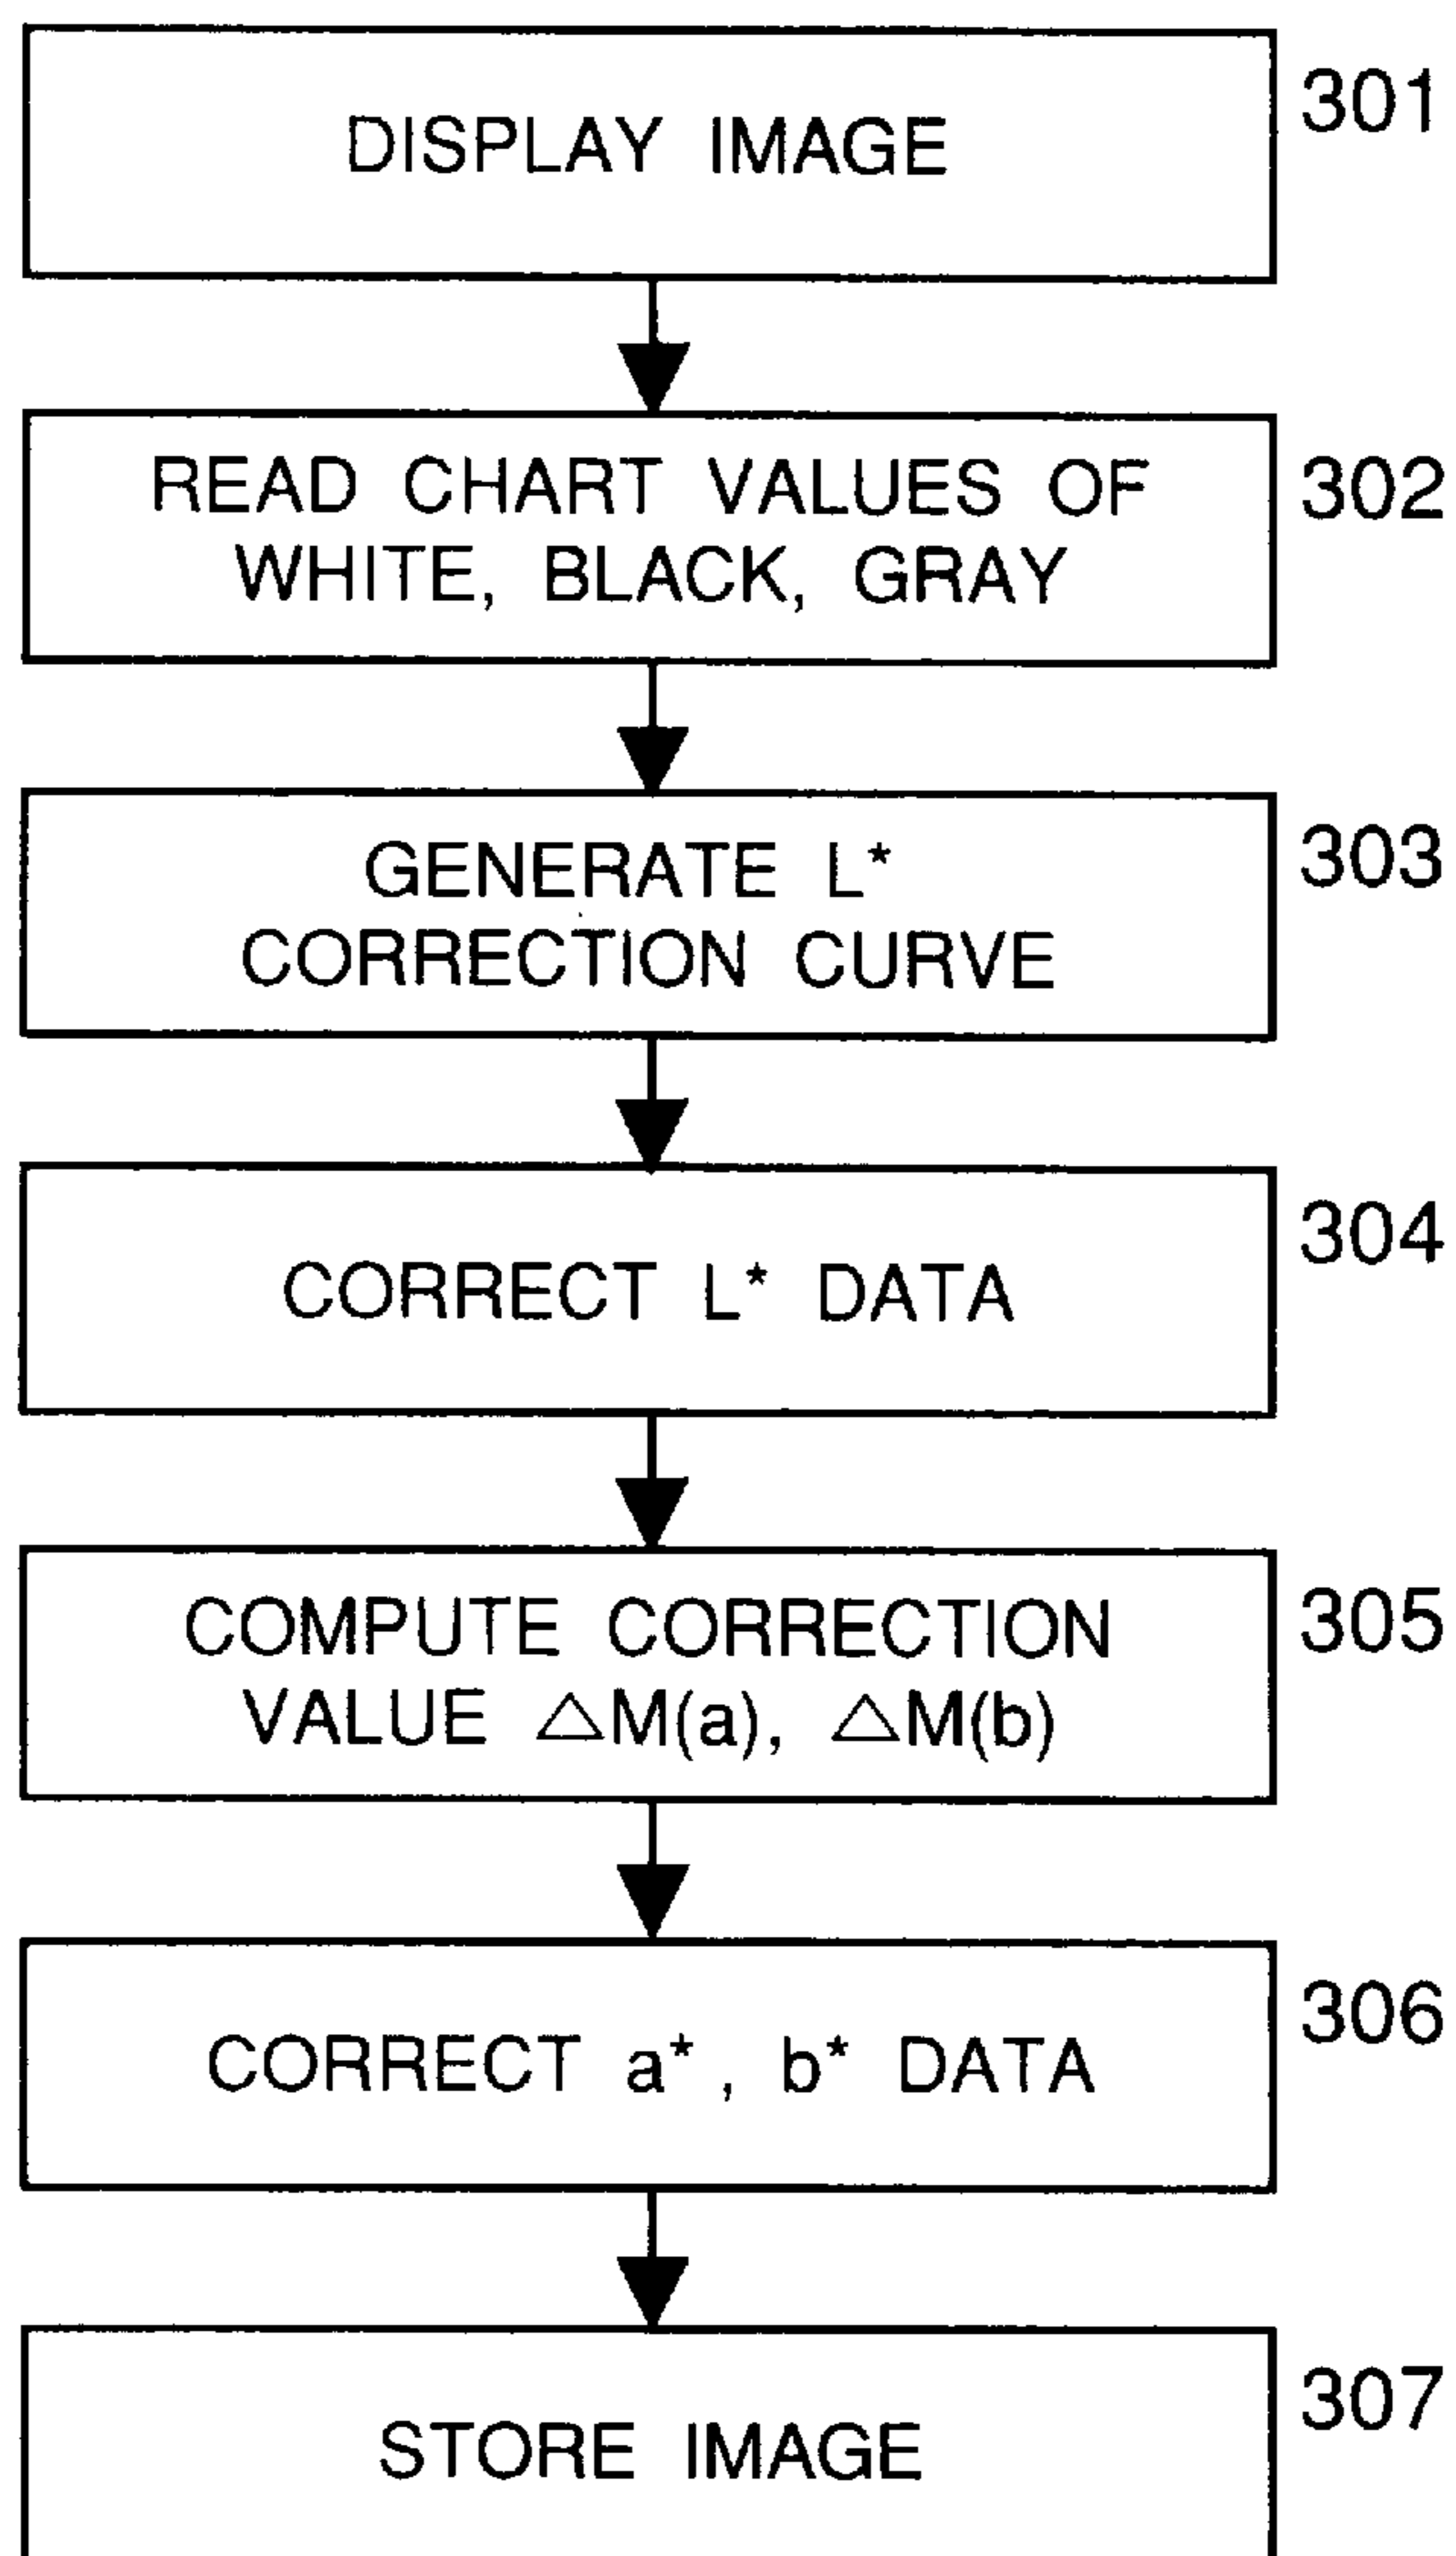 DISPLAY IMAGE
301
READ CHART VALUES OF
WHITE, BLACK, GRAY
302
GENERATE L*
CORRECTION CURVE
303
CORRECT L* DATA
304
COMPUTE CORRECTION
VALUE △M(a), △M(b)
305
CORRECT a*, b* DATA
306
STORE IMAGE
307